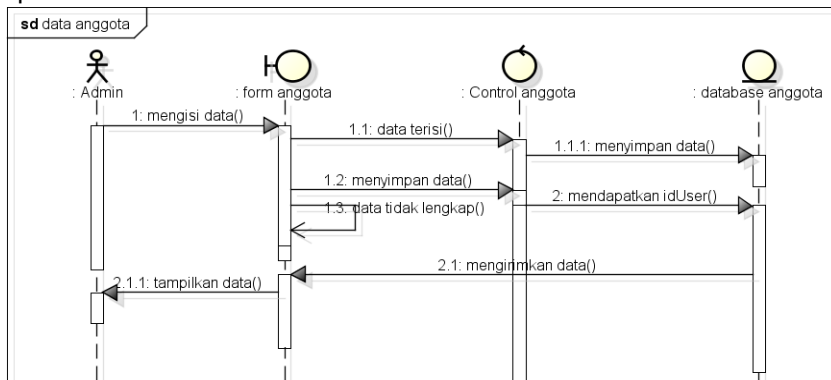 sd data anggota
: Admin
: form anggota
: Control anggota
: database anggota
1: mengisi data()
1.1: data terisi()
1.1.1: menyimpan data()
1.2: menyimpan data()
2: mendapatkan idUser()
1.3: data tidak lengkap()
2.1: mengirimkan data()
2.1.1: tampilkan data()